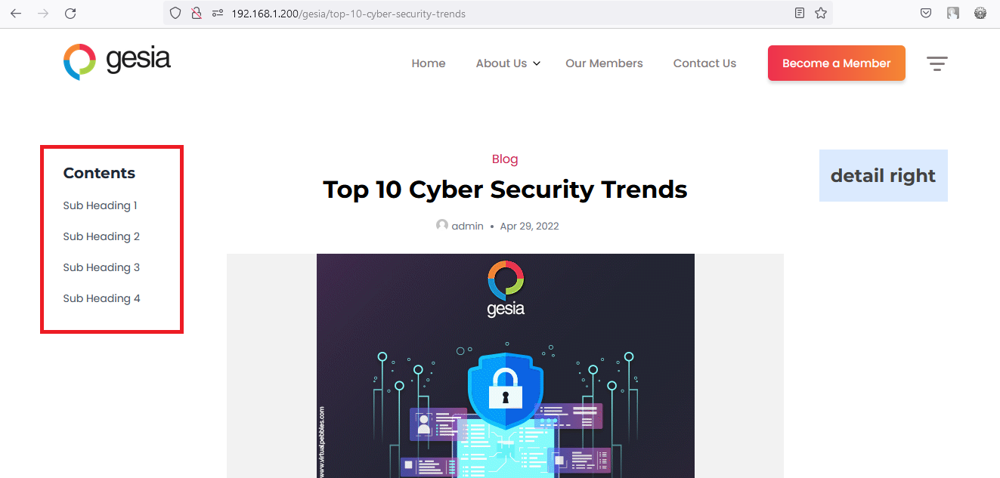 192.168.1.200/gesia/top-10-cyber-security-trends
gesia
Home About Us Our Members Contact Us Become a Member
Contents
Sub Heading 1
Sub Heading 2
Sub Heading 3
Sub Heading 4
Blog
Top 10 Cyber Security Trends
admin • Apr 29, 2022
detail right
gesia
www.virtualpebbles.com